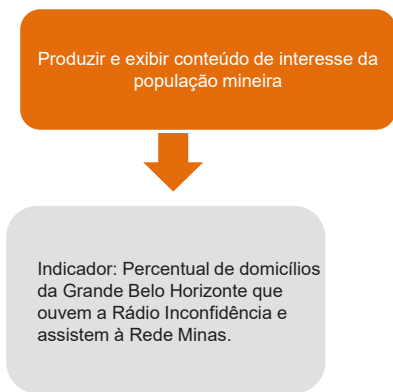 Produzir e exibir conteúdo de interesse da
população mineira
Indicador: Percentual de domicílios
da Grande Belo Horizonte que
ouvem a Rádio Inconfidência e
assistem à Rede Minas.